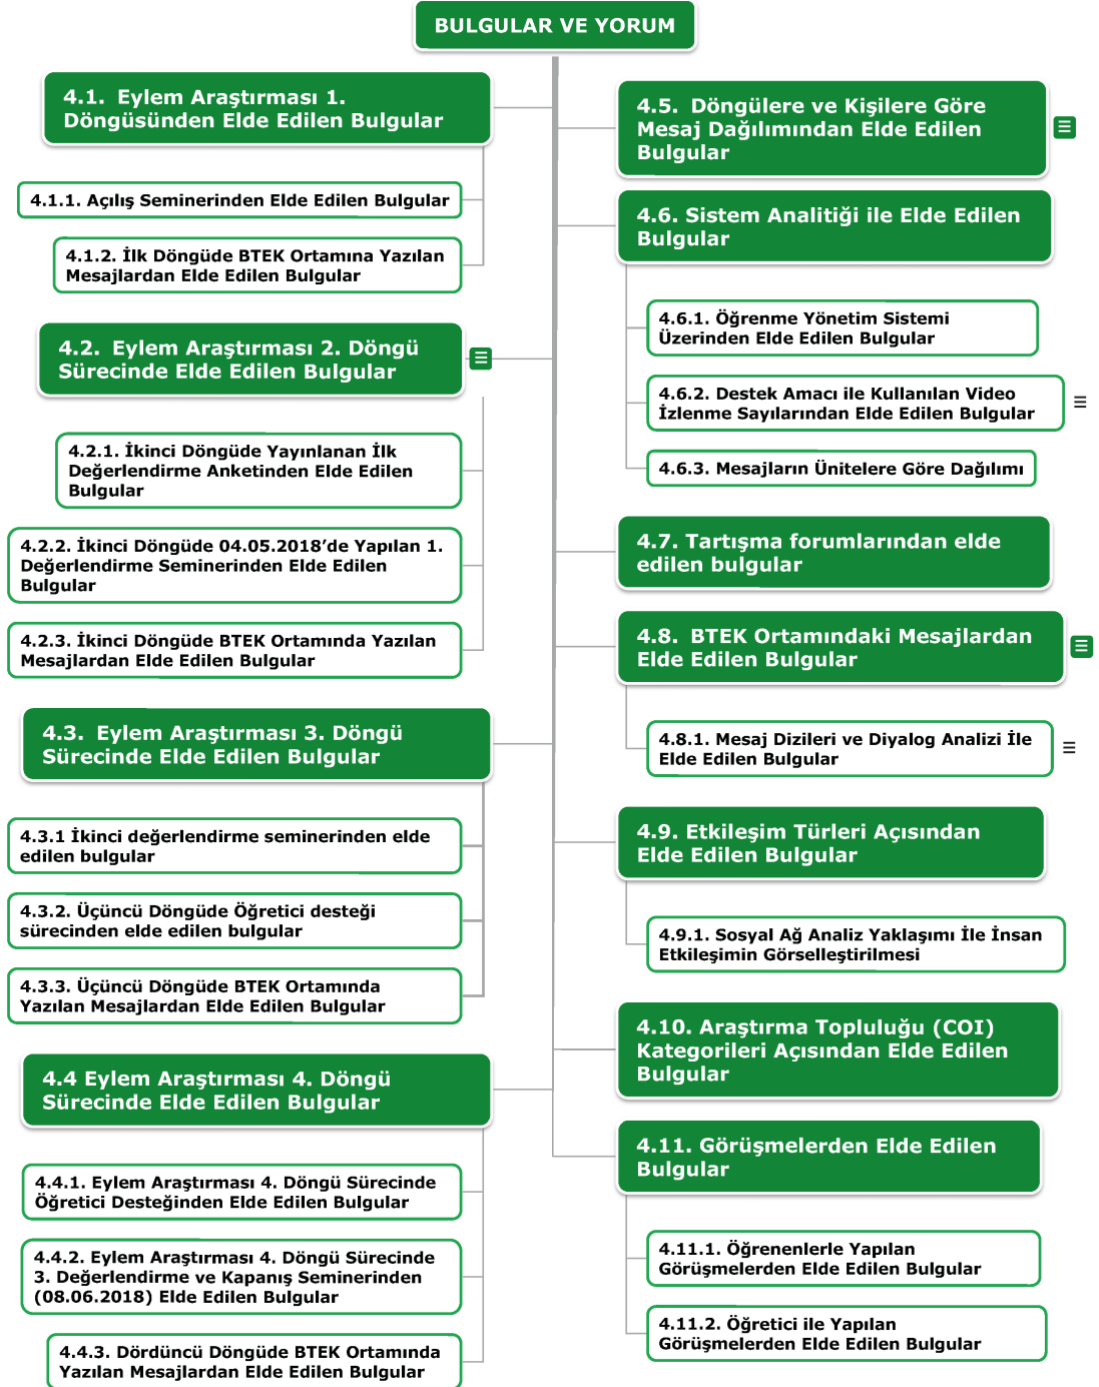 BULGULAR VE YORUM
4.1. Eylem Araştırması 1.
Döngüsünden Elde Edilen Bulgular
4.1.1. Açılış Seminerinden Elde Edilen Bulgular
4.1.2. İlk Döngüde BTEK Ortamına Yazılan
Mesajlardan Elde Edilen Bulgular
4.2. Eylem Araştırması 2. Döngü
Sürecinde Elde Edilen Bulgular
4.2.1. İkinci Döngüde Yayınlanan İlk
Değerlendirme Anketinden Elde Edilen
Bulgular
4.2.2. İkinci Döngüde 04.05.2018’de Yapılan 1.
Değerlendirme Seminerinden Elde Edilen
Bulgular
4.2.3. İkinci Döngüde BTEK Ortamında Yazılan
Mesajlardan Elde Edilen Bulgular
4.3. Eylem Araştırması 3. Döngü
Sürecinde Elde Edilen Bulgular
4.3.1 İkinci değerlendirme seminerinden elde
edilen bulgular
4.3.2. Üçüncü Döngüde Öğretici desteği
sürecinden elde edilen bulgular
4.3.3. Üçüncü Döngüde BTEK Ortamında
Yazılan Mesajlardan Elde Edilen Bulgular
4.4 Eylem Araştırması 4. Döngü
Sürecinde Elde Edilen Bulgular
4.4.1. Eylem Araştırması 4. Döngü Sürecinde
Öğretici Desteğinden Elde Edilen Bulgular
4.4.2. Eylem Araştırması 4. Döngü Sürecinde
3. Değerlendirme ve Kapanış Seminerinden
(08.06.2018) Elde Edilen Bulgular
4.4.3. Dördüncü Döngüde BTEK Ortamında
Yazılan Mesajlardan Elde Edilen Bulgular
4.5. Döngülere ve Kişilere Göre
Mesaj Dağılımından Elde Edilen
Bulgular
4.6. Sistem Analitiği ile Elde Edilen
Bulgular
4.6.1. Öğrenme Yönetim Sistemi
Üzerinden Elde Edilen Bulgular
4.6.2. Destek Amacı ile Kullanılan Video
İzlenme Sayılarından Elde Edilen Bulgular
4.6.3. Mesajların Ünitelere Göre Dağılımı
4.7. Tartışma forumlarından elde
edilen bulgular
4.8. BTEK Ortamındaki Mesajlardan
Elde Edilen Bulgular
4.8.1. Mesaj Dizileri ve Diyalog Analizi İle
Elde Edilen Bulgular
4.9. Etkileşim Türleri Açısından
Elde Edilen Bulgular
4.9.1. Sosyal Ağ Analiz Yaklaşımı İle İnsan
Etkileşimin Görselleştirilmesi
4.10. Araştırma Topluluğu (COI)
Kategorileri Açısından Elde Edilen
Bulgular
4.11. Görüşmelerden Elde Edilen
Bulgular
4.11.1. Öğrenenlerle Yapılan
Görüşmelerden Elde Edilen Bulgular
4.11.2. Öğretici ile Yapılan
Görüşmelerden Elde Edilen Bulgular